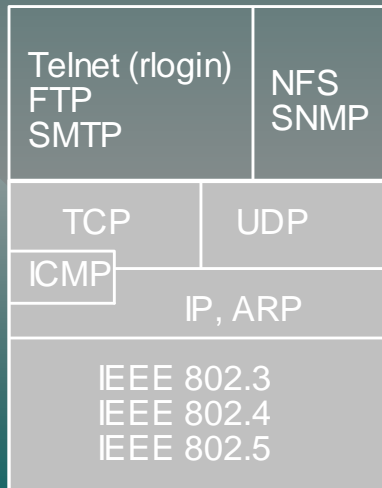 Telnet (rlogin)
FTP
SMTP
NFS
SNMP
TCP
UDP
ICMP
IP, ARP
IEEE 802.3
IEEE 802.4
IEEE 802.5